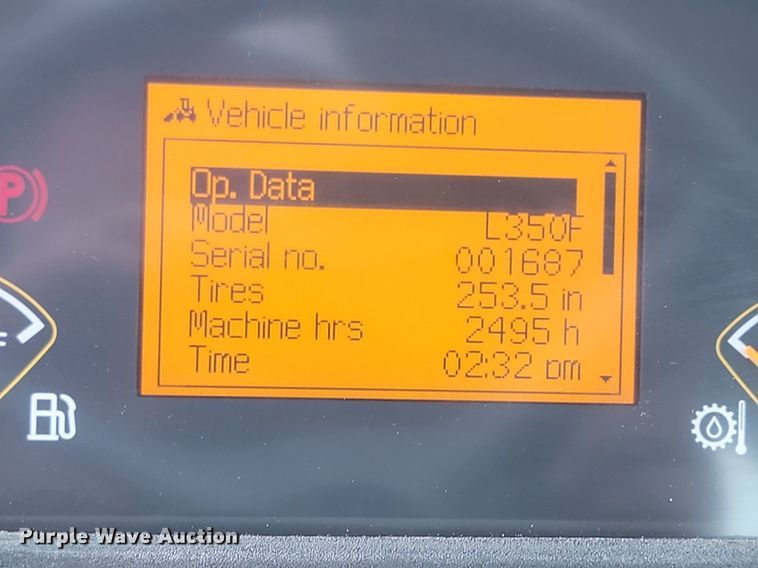 Vehicle information
Op. Data
Model L350F
Serial no. 001687
Tires 253.5 in
Machine hrs 2495 h
Time 02:32 pm
P
Purple Wave Auction